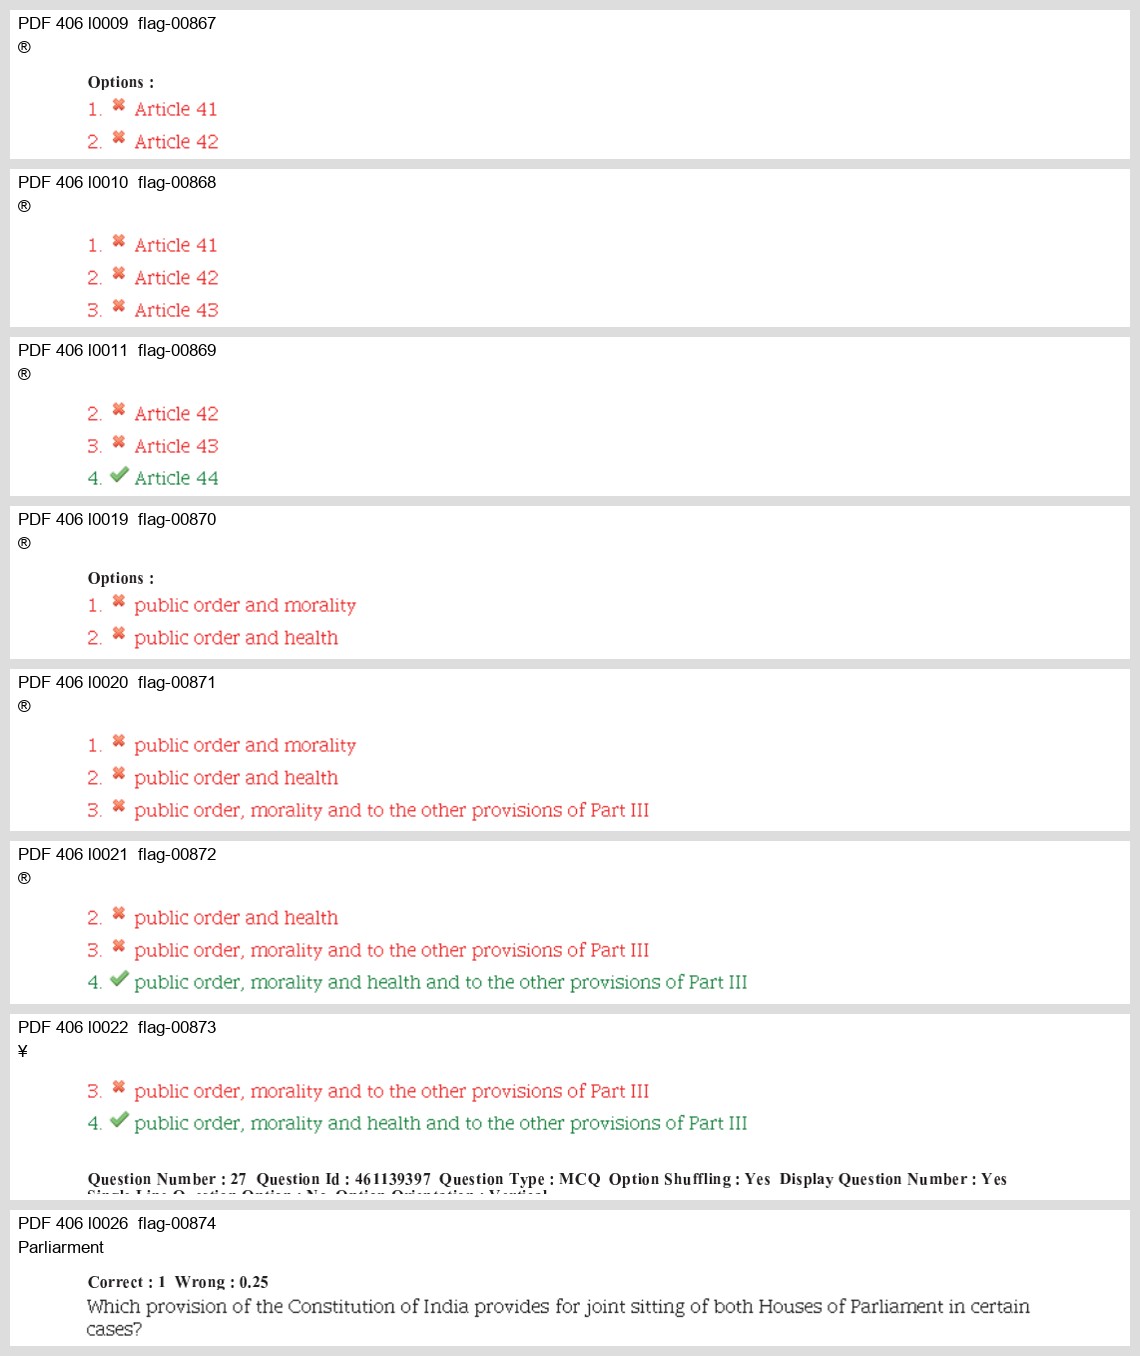 PDF 406 l0009 flag-00867
®
Options :
1. Article 41
2. Article 42
PDF 406 l0010 flag-00868
®
1. Article 41
2. Article 42
3. Article 43
PDF 406 l0011 flag-00869
®
2. Article 42
3. Article 43
4. Article 44
PDF 406 l0019 flag-00870
®
Options :
1. public order and morality
2. public order and health
PDF 406 l0020 flag-00871
®
1. public order and morality
2. public order and health
3. public order, morality and to the other provisions of Part III
PDF 406 l0021 flag-00872
®
2. public order and health
3. public order, morality and to the other provisions of Part III
4. public order, morality and health and to the other provisions of Part III
PDF 406 l0022 flag-00873
¥
3. public order, morality and to the other provisions of Part III
4. public order, morality and health and to the other provisions of Part III
Question Number : 27 Question Id : 461139397 Question Type : MCQ Option Shuffling : Yes Display Question Number : Yes
PDF 406 l0026 flag-00874
Parliarment
Correct : 1 Wrong : 0.25
Which provision of the Constitution of India provides for joint sitting of both Houses of Parliament in certain
cases?